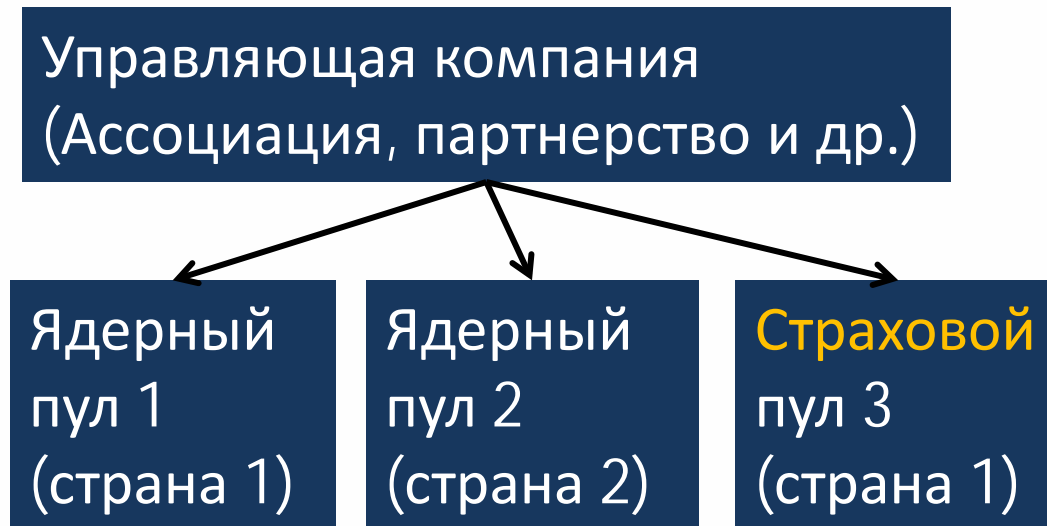 Управляющая компания
(Ассоциация, партнерство и др.)
Ядерный
пул 1
(страна 1)
Ядерный
пул 2
(страна 2)
Страховой
пул 3
(страна 1)